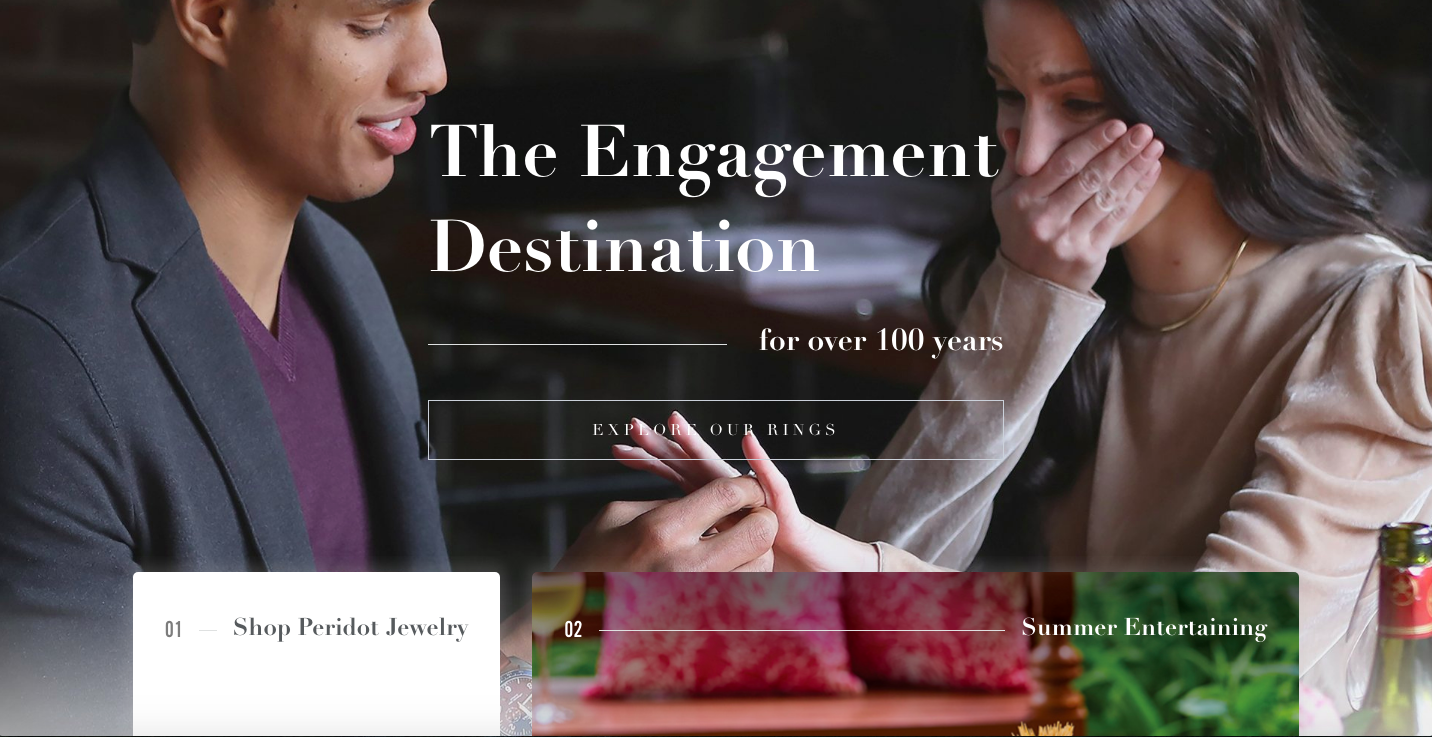 The Engagement
Destination
for over 100 years
EXPLORE OUR RINGS
01 Shop Peridot Jewelry
02 Summer Entertaining